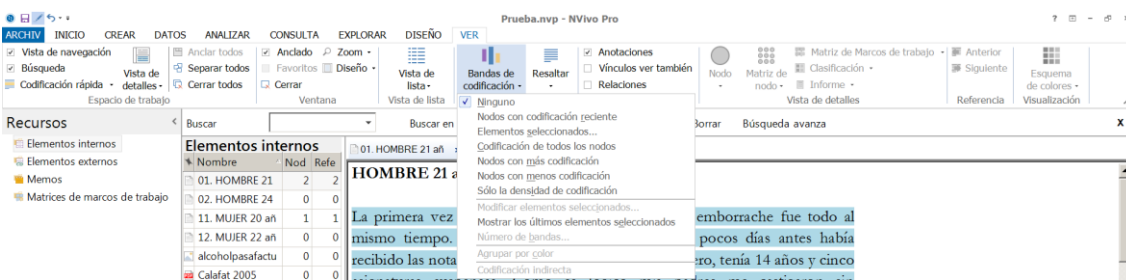 Prueba.nvp - NVivo Pro
ARCHIV INICIO CREAR DATOS ANALIZAR CONSULTA EXPLORAR DISEÑO VER
Vista de navegación
Búsqueda
Codificación rápida
Vista de detalles
Espacio de trabajo
Anclar todos
Separar todos
Cerrar todos
Anclado
Favoritos
Cerrar
Zoom
Diseño
Ventana
Vista de lista
Vista de lista
Bandas de codificación
Resaltar
Anotaciones
Vínculos ver también
Relaciones
Nodo
Matriz de nodo
Matriz de Marcos de trabajo
Clasificación
Informe
Vista de detalles
Anterior
Siguiente
Referencia
Esquema de colores
Visualización
Ninguno
Nodos con codificación reciente
Elementos seleccionados...
Codificación de todos los nodos
Nodos con más codificación
Nodos con menos codificación
Sólo la densidad de codificación
Modificar elementos seleccionados...
Mostrar los últimos elementos seleccionados
Número de bandas...
Agrupar por color
Codificación indirecta
Recursos
Elementos internos
Elementos externos
Memos
Matrices de marcos de trabajo
Buscar
Buscar en
Borrar
Búsqueda avanza
X
Elementos internos
Nombre Nod Refe
01. HOMBRE 21 2 2
02. HOMBRE 24 0 0
11. MUJER 20 añ 1 1
12. MUJER 22 añ 0 0
alcoholpasafactu 0 0
Calafat 2005 0 0
01. HOMBRE 21 añ
HOMBRE 21 a
La primera vez emborrache fue todo al
mismo tiempo. pocos días antes había
recibido las nota ero, tenía 14 años y cinco